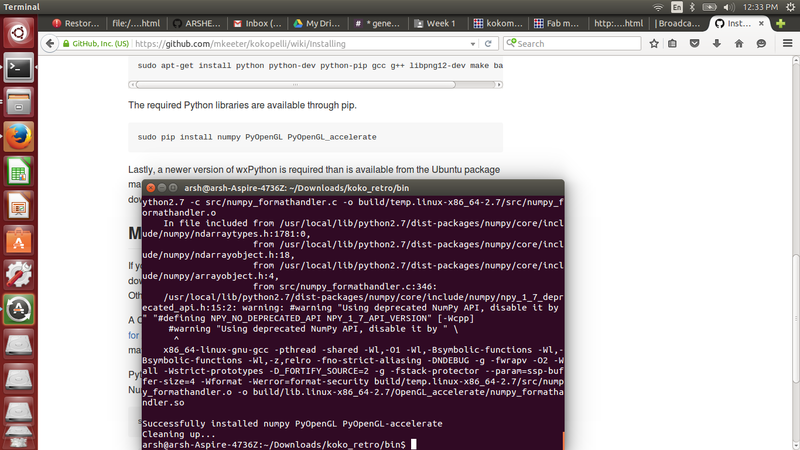 Terminal
En
12:33 PM
Restor...
file:/....html
ARSHE...
Inbox (...
My Dri...
* gene...
Week 1
kokom...
Fab m...
http:....html
| Broadca...
Inst...
GitHub, Inc. (US)
https://github.com/mkeeter/kokopelli/wiki/Installing
Search
sudo apt-get install python python-dev python-pip gcc g++ libpng12-dev make ba
The required Python libraries are available through pip.
sudo pip install numpy PyOpenGL PyOpenGL_accelerate
Lastly, a newer version of wxPython is required than is available from the Ubuntu package
arsh@arsh-Aspire-4736Z: ~/Downloads/koko_retro/bin
ython2.7 -c src/numpy_formathandler.c -o build/temp.linux-x86_64-2.7/src/numpy_f
ormathandler.o
In file included from /usr/local/lib/python2.7/dist-packages/numpy/core/inclu
ude/numpy/ndarraytypes.h:1781:0,
from /usr/local/lib/python2.7/dist-packages/numpy/core/incl
ude/numpy/ndarrayobject.h:18,
from /usr/local/lib/python2.7/dist-packages/numpy/core/incl
ude/numpy/arrayobject.h:4,
from src/numpy_formathandler.c:346:
/usr/local/lib/python2.7/dist-packages/numpy/core/include/numpy/npy_1_7_depr
ecated_api.h:15:2: warning: #warning "Using deprecated NumPy API, disable it by
" "#defining NPY_NO_DEPRECATED_API NPY_1_7_API_VERSION" [-Wcpp]
#warning "Using deprecated NumPy API, disable it by " \
^
x86_64-linux-gnu-gcc -pthread -shared -Wl,-O1 -Wl,-Bsymbolic-functions -Wl,-
Bsymbolic-functions -Wl,-z,relro -fno-strict-aliasing -DNDEBUG -g -fwrapv -O2 -W
all -Wstrict-prototypes -D_FORTIFY_SOURCE=2 -g -fstack-protector --param=ssp-buf
fer-size=4 -Wformat -Werror=format-security build/temp.linux-x86_64-2.7/src/nump
y_formathandler.o -o build/lib.linux-x86_64-2.7/OpenGL_accelerate/numpy_formatha
ndler.so
Successfully installed numpy PyOpenGL PyOpenGL-accelerate
Cleaning up...
arsh@arsh-Aspire-4736Z:~/Downloads/koko_retro/bin$